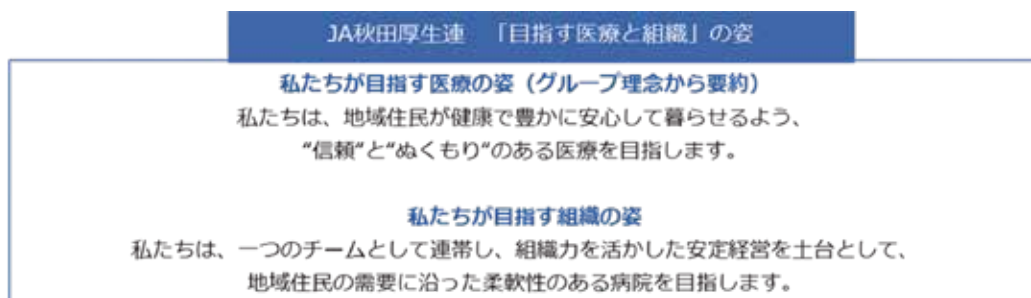 JA秋田厚生連 「目指す医療と組織」の姿
私たちが目指す医療の姿（グループ理念から要約）
私たちは、地域住民が健康で豊かに安心して暮らせるよう、
“信頼“と“ぬくもり“のある医療を目指します。
私たちが目指す組織の姿
私たちは、一つのチームとして連帯し、組織力を活かした安定経営を土台として、
地域住民の需要に沿った柔軟性のある病院を目指します。